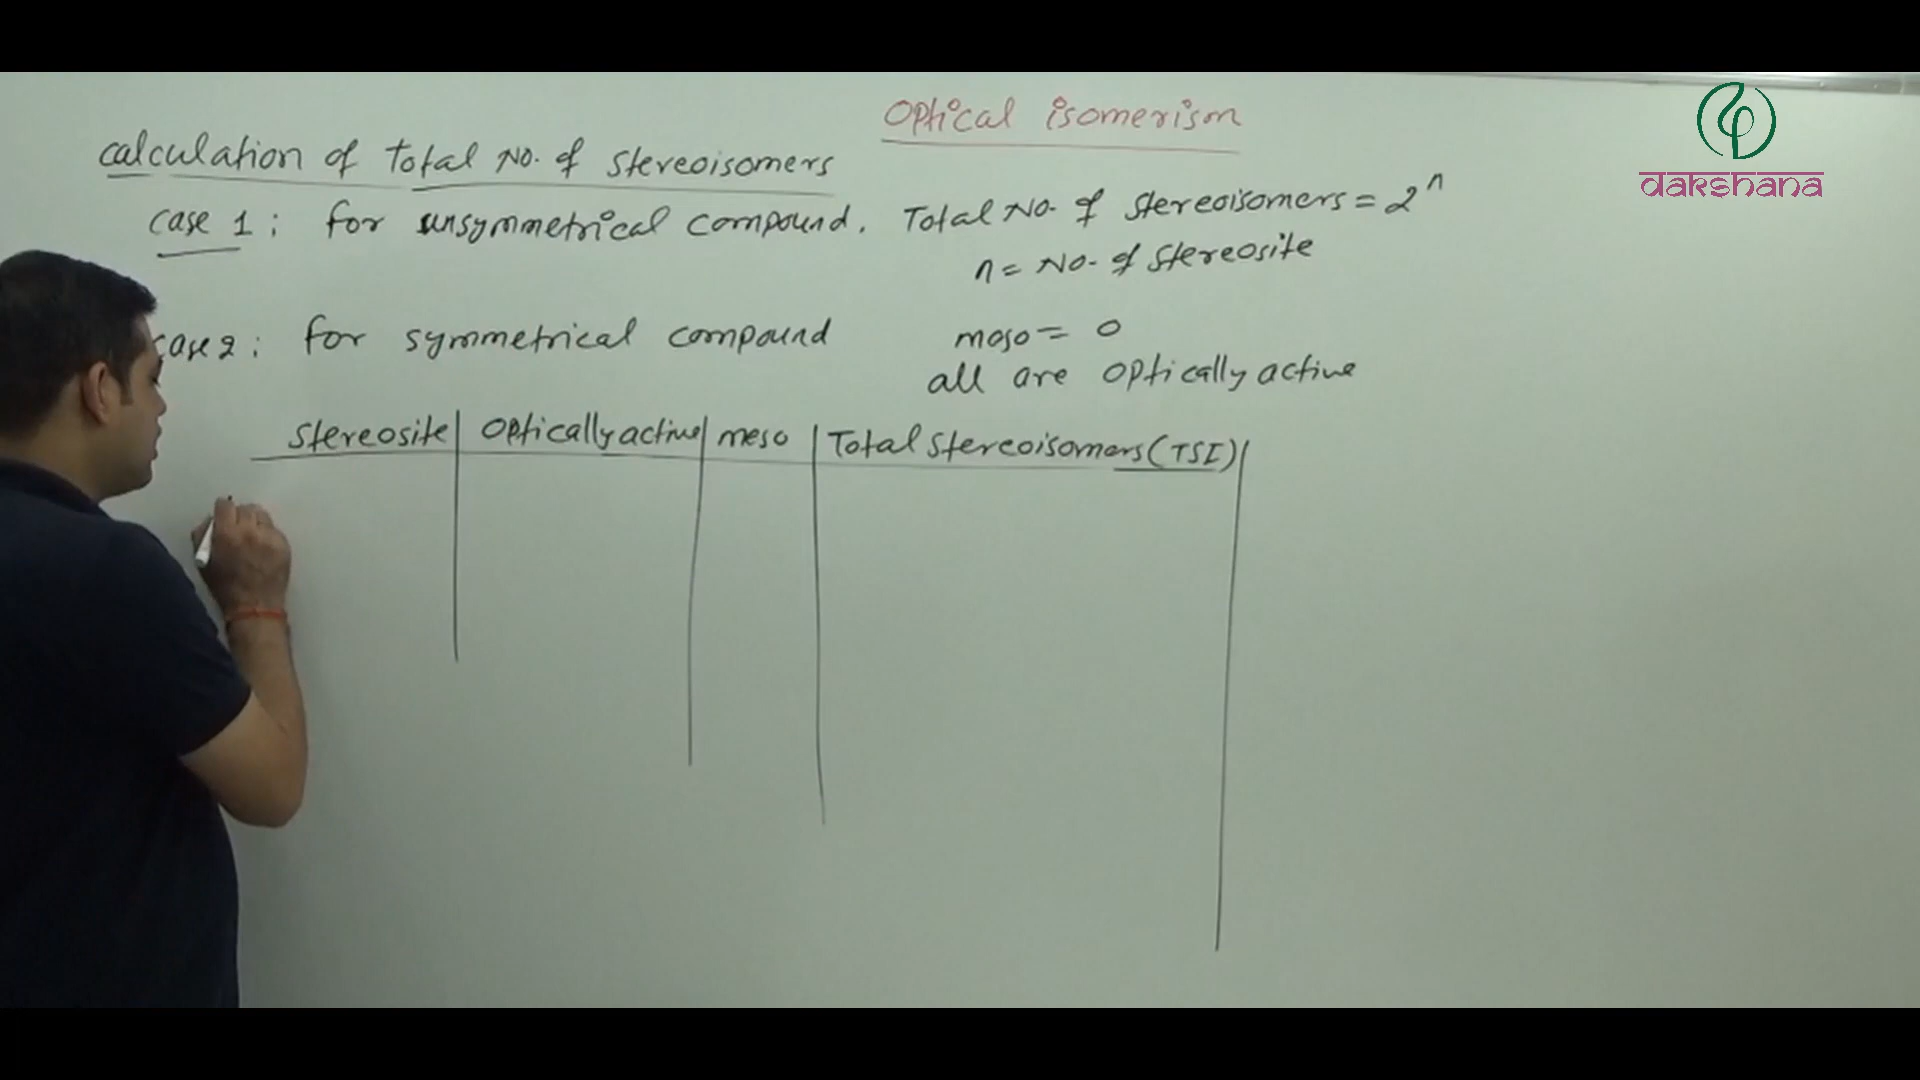 Optical isomerism
dakshana
calculation of Total No. of stereoisomers
case 1 : for unsymmetrical compound. Total No. of stereoisomers = 2^n
n = No. of stereosite
case 2 : for symmetrical compound
moso = 0
all are optically active
stereosite | optically active | meso | Total stereoisomers (TSI) |